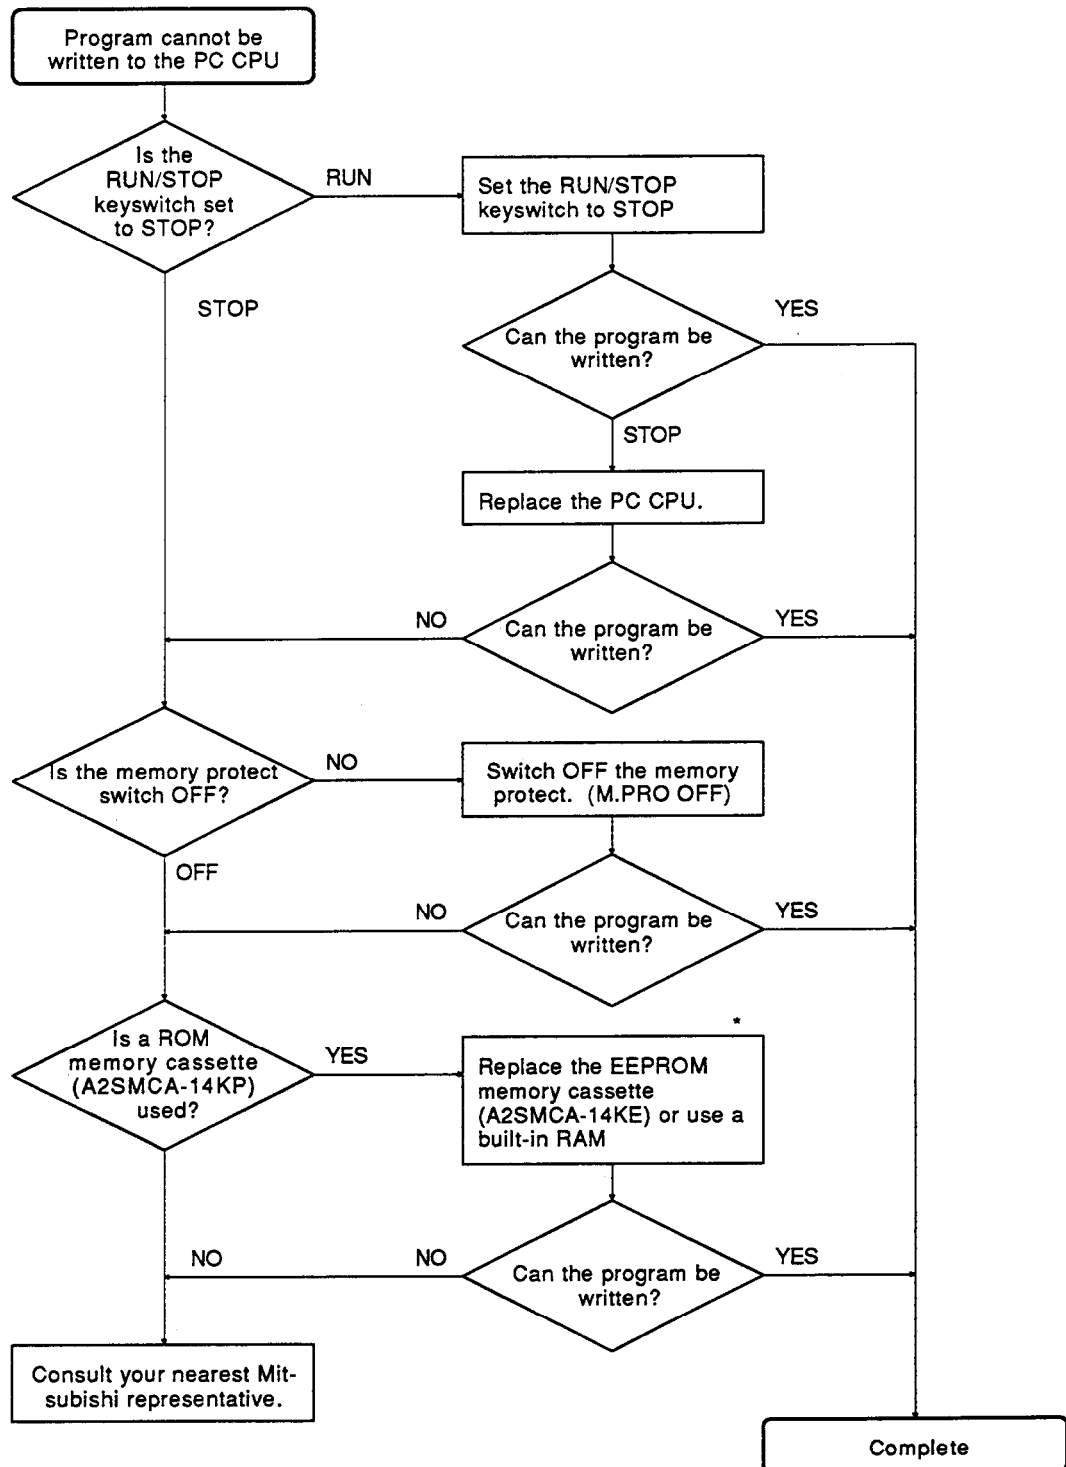 Program cannot be
written to the PC CPU
Is the
RUN/STOP
keyswitch set
to STOP?
RUN
Set the RUN/STOP
keyswitch to STOP
STOP
Can the program be
written?
YES
STOP
Replace the PC CPU.
NO
Can the program be
written?
YES
Is the memory protect
switch OFF?
NO
Switch OFF the memory
protect. (M.PRO OFF)
OFF
NO
Can the program be
written?
YES
*
Is a ROM
memory cassette
(A2SMCA-14KP)
used?
YES
Replace the EEPROM
memory cassette
(A2SMCA-14KE) or use a
built-in RAM
NO
NO
Can the program be
written?
YES
Consult your nearest Mit-
subishi representative.
Complete